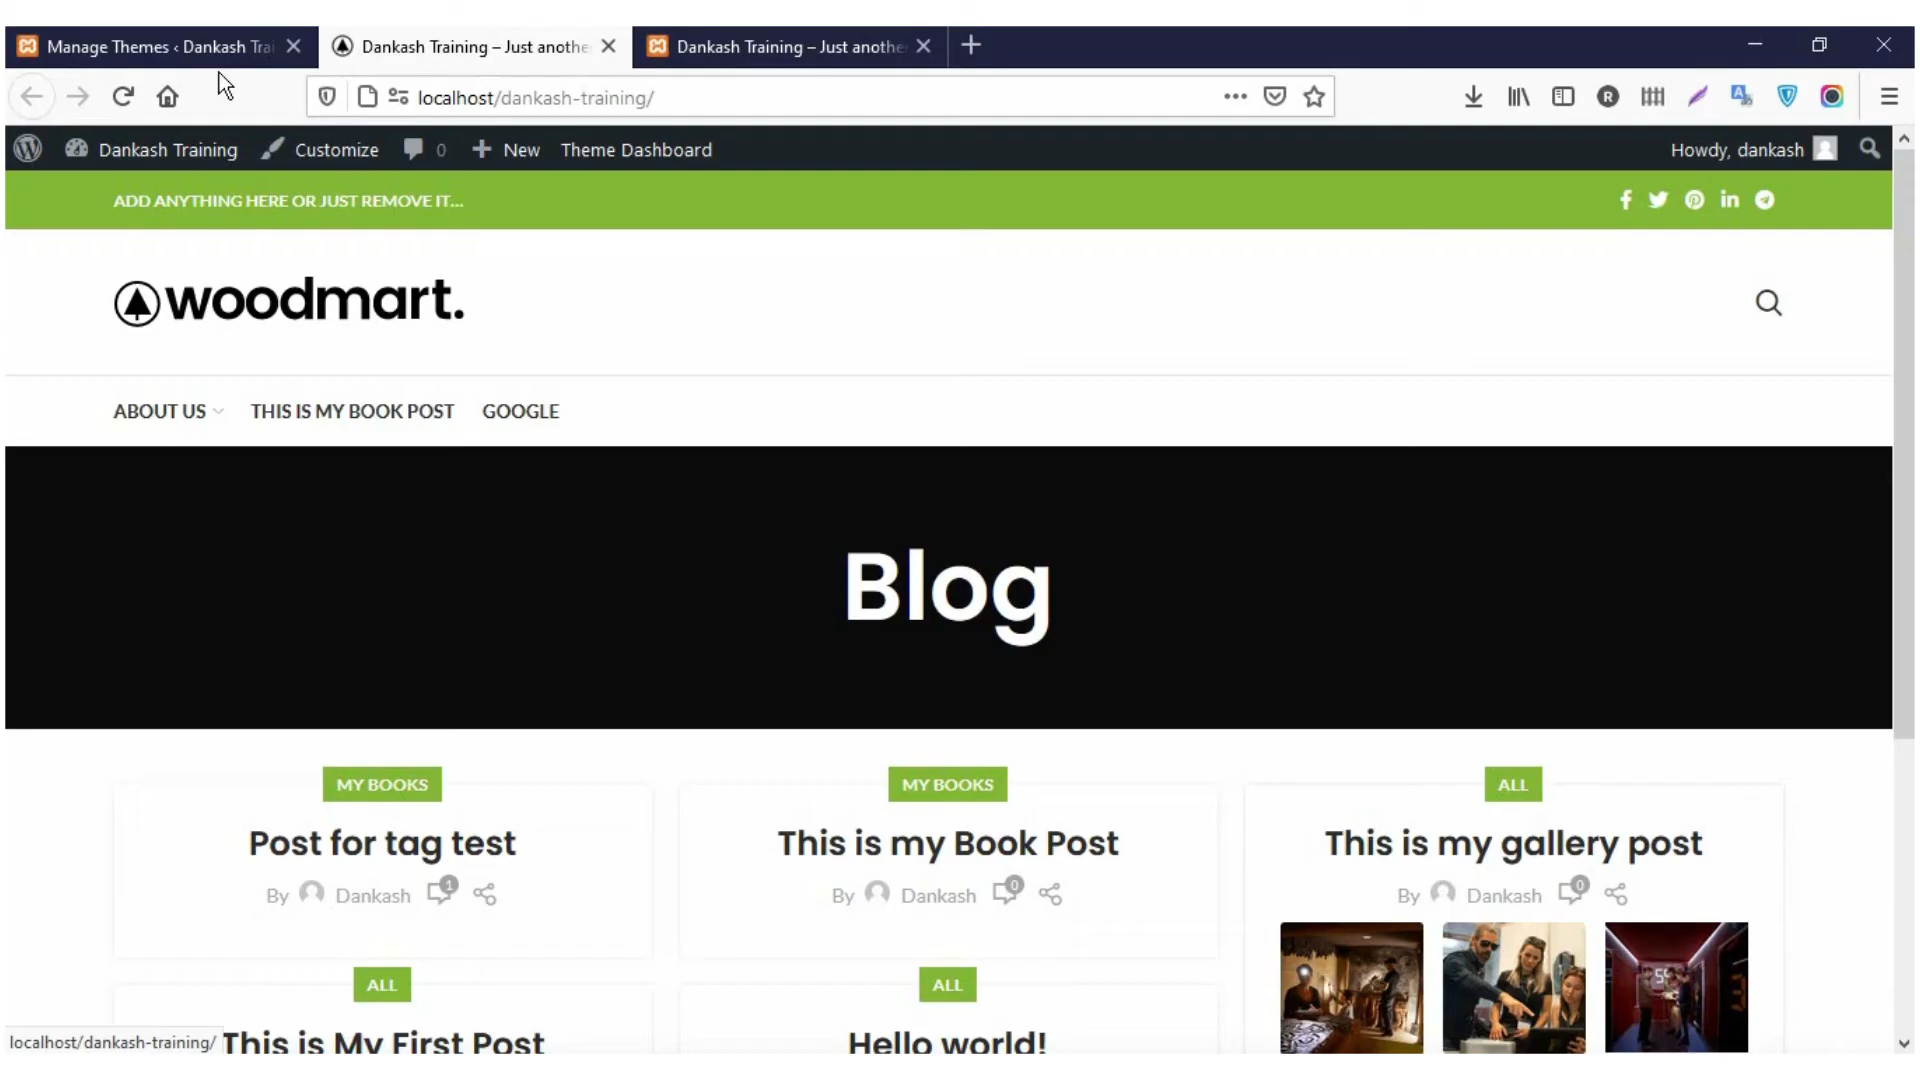 Manage Themes ‹ Dankash Trai
Dankash Training – Just anothe
Dankash Training – Just anothe
localhost/dankash-training/
Dankash Training
Customize
0
New
Theme Dashboard
Howdy, dankash
ADD ANYTHING HERE OR JUST REMOVE IT…
woodmart.
ABOUT US
THIS IS MY BOOK POST
GOOGLE
Blog
MY BOOKS
MY BOOKS
ALL
Post for tag test
This is my Book Post
This is my gallery post
By Dankash 1
By Dankash 0
By Dankash 0
ALL
ALL
This is My First Post
Hello world!
localhost/dankash-training/